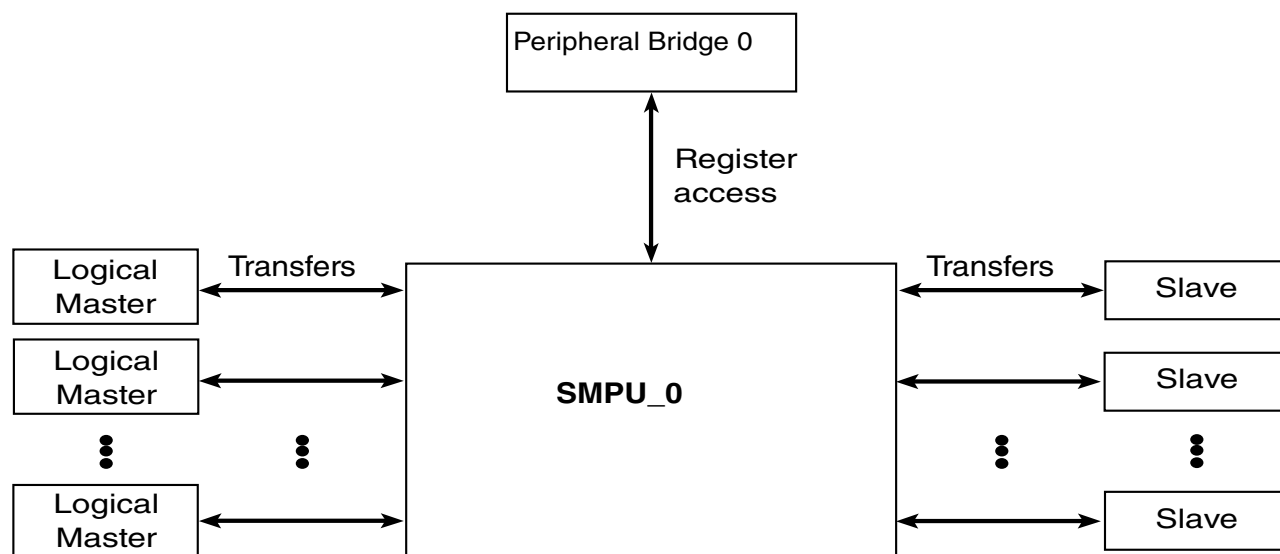 Peripheral Bridge 0
Register
access
Logical
Master
Transfers
Transfers
Slave
Logical
Master
SMPU_0
Slave
Logical
Master
Slave